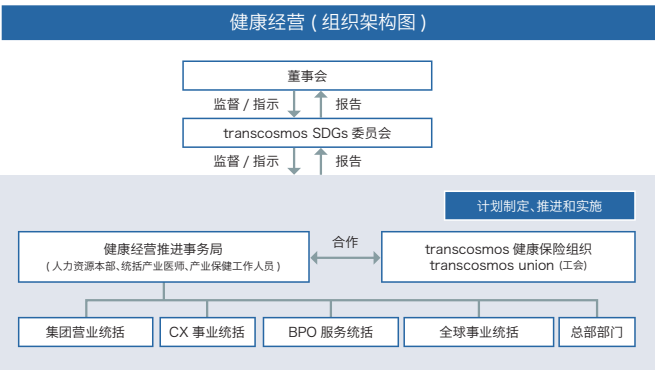 健康经营 ( 组织架构图 )
董事会
监督 / 指示 报告
transcosmos SDGs 委员会
监督 / 指示 报告
计划制定、推进和实施
健康经营推进事务局
( 人力资源本部、统括产业医师、产业保健工作人员 )
合作
transcosmos 健康保险组织
transcosmos union (工会)
集团营业统括 CX 事业统括 BPO 服务统括 全球事业统括 总部部门